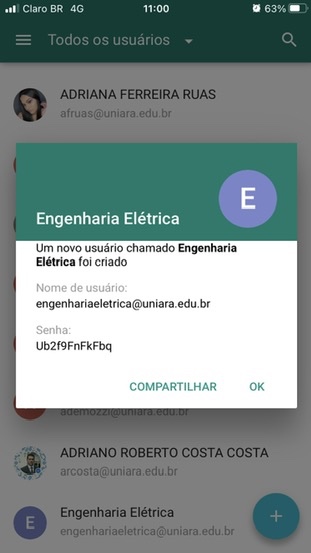 Claro BR 4G 11:00 63%
Todos os usuários
ADRIANA FERREIRA RUAS
afruas@uniara.edu.br
E
Engenharia Elétrica
Um novo usuário chamado Engenharia
Elétrica foi criado
Nome de usuário:
engenhariaeletrica@uniara.edu.br
Senha:
Ub2f9FnFkFbq
COMPARTILHAR OK
ademozzi@uniara.edu.br
ADRIANO ROBERTO COSTA COSTA
arcosta@uniara.edu.br
E
Engenharia Elétrica
engenhariaeletrica@uniara.edu.br